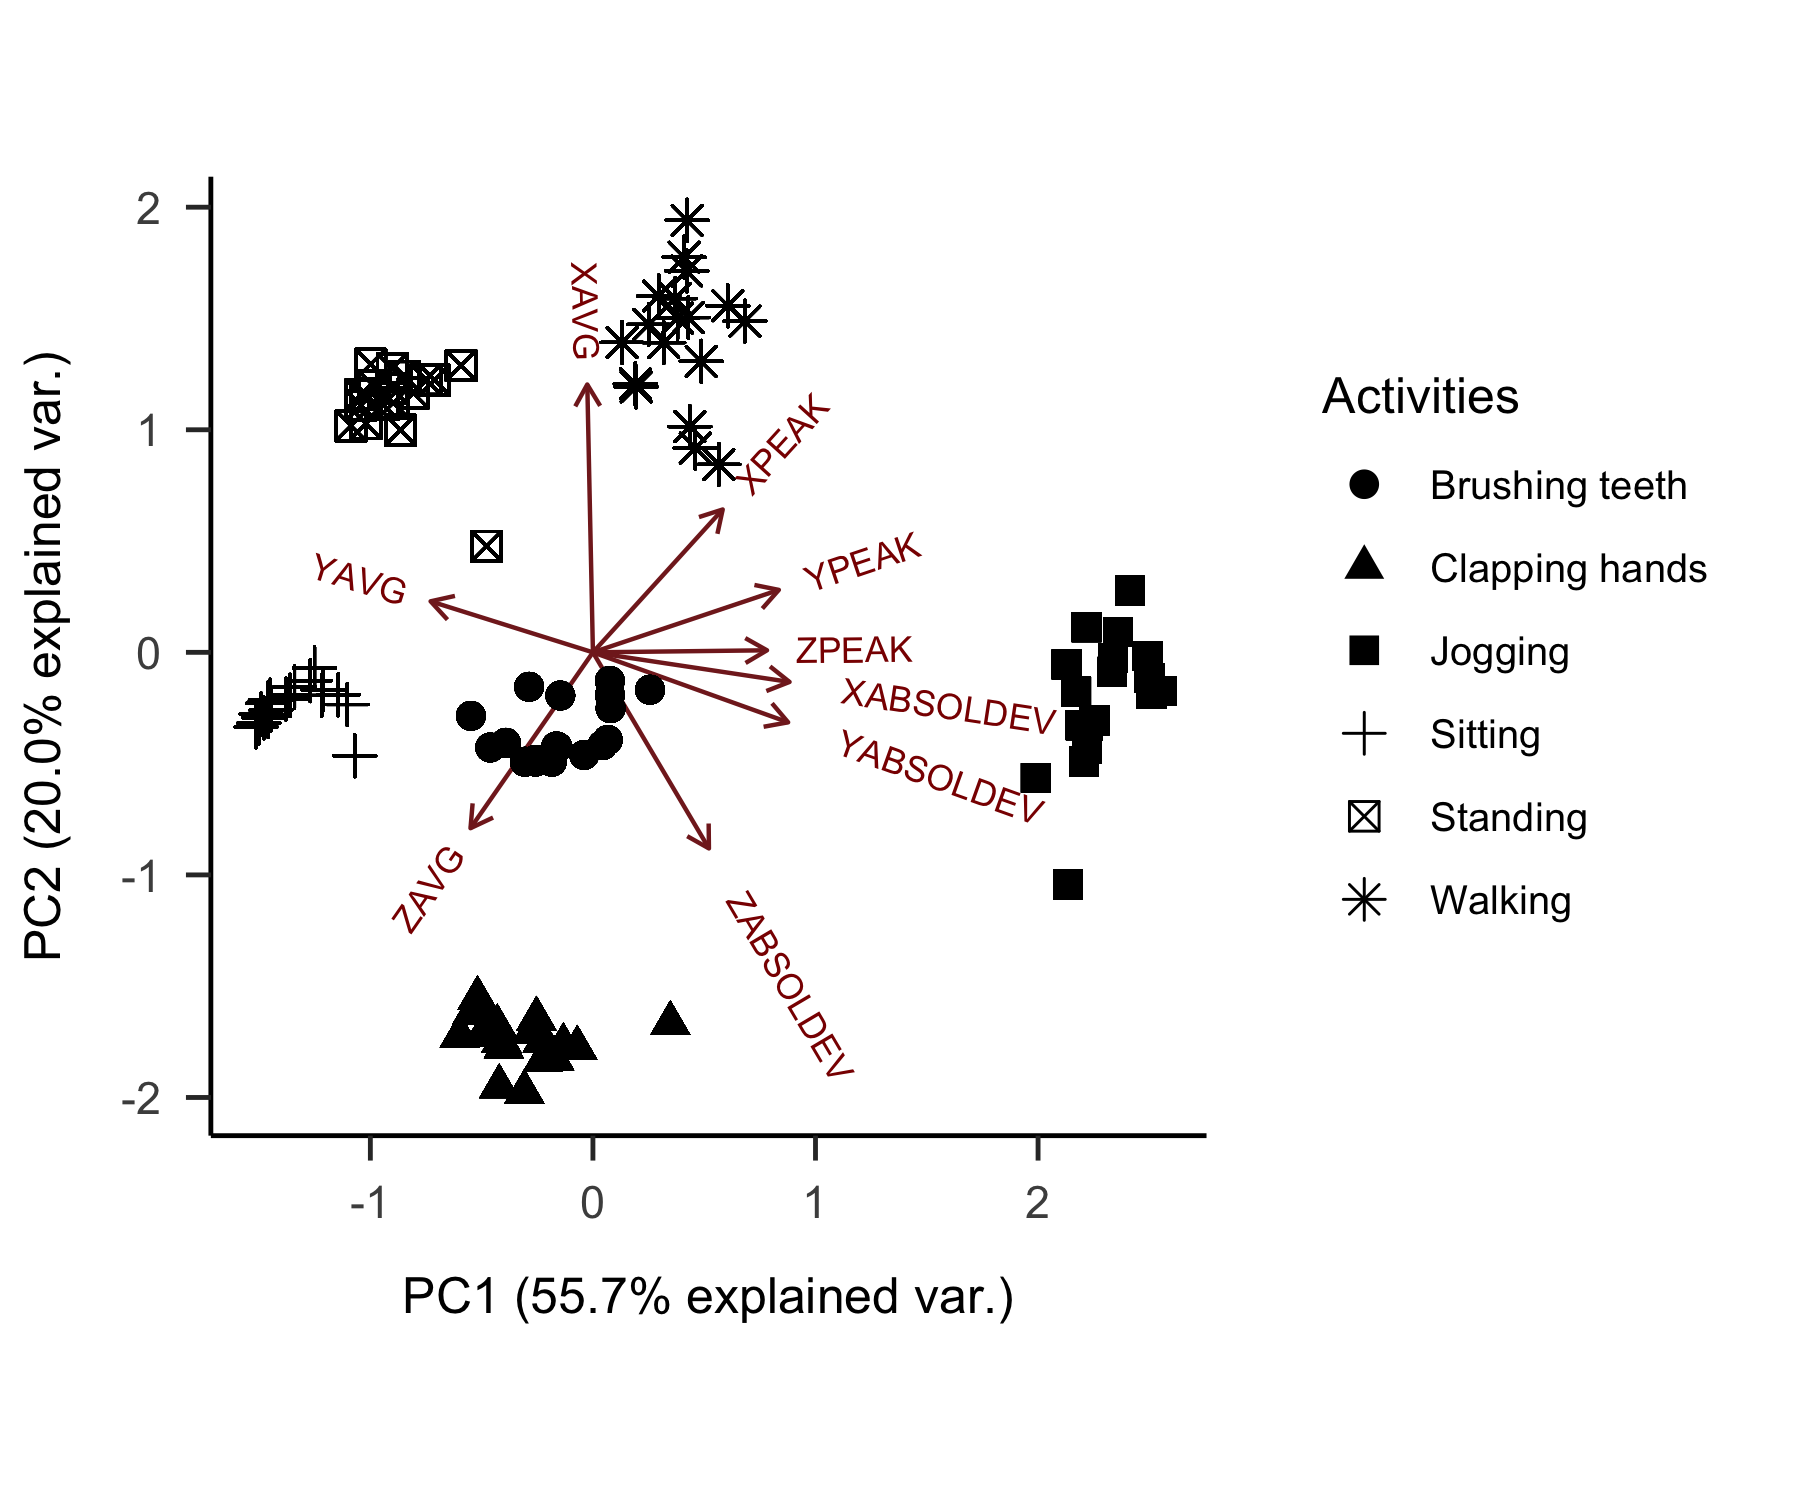 PC2 (20.0% explained var.)
2
1
0
-1
-2
XAVG
XPEAK
YPEAK
YAVG
ZPEAK
XABSOLDEV
YABSOLDEV
ZAVG
ZABSOLDEV
-1
0
1
2
PC1 (55.7% explained var.)
Activities
Brushing teeth
Clapping hands
Jogging
Sitting
Standing
Walking